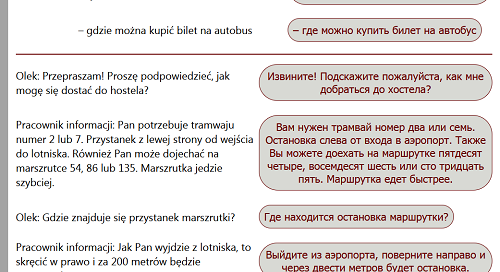 – gdzie można kupić bilet na autobus
– где можно купить билет на автобус
Olek: Przepraszam! Proszę podpowiedzieć, jak
mogę się dostać do hostela?
Извините! Подскажите пожалуйста, как мне
добраться до хостела?
Pracownik informacji: Pan potrzebuje tramwaju
numer 2 lub 7. Przystanek z lewej strony od wejścia
do lotniska. Również Pan może dojechać na
marszrutce 54, 86 lub 135. Marszrutka jedzie
szybciej.
Вам нужен трамвай номер два или семь.
Остановка слева от входа в аэропорт. Также
Вы можете доехать на маршрутке пятдесят
четыре, восемдесят шесть или сто тридцать
пять. Маршрутка едет быстрее.
Olek: Gdzie znajduje się przystanek marszrutki?
Где находится остановка маршрутки?
Pracownik informacji: Jak Pan wyjdzie z lotniska, to
skręcić w prawo i za 200 metrów będzie
Выйдите из аэропорта, поверните направо и
через двести метров будет остановка.